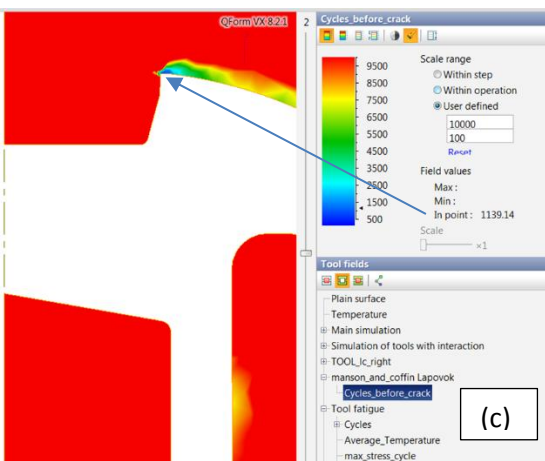 QForm VX 8.2.1
2
Cycles_before_crack
9500
8500
7500
6500
5500
4500
3500
2500
1500
500
Scale range
Within step
Within operation
User defined
10000
100
Reset
Field values
Max :
Min :
In point : 1139.14
Scale
×1
Tool fields
Plain surface
Temperature
Main simulation
Simulation of tools with interaction
TOOL_lc_right
manson_and_coffin Lapovok
Cycles_before_crack
Tool fatigue
Cycles
Average_Temperature
max_stress_cycle
(c)